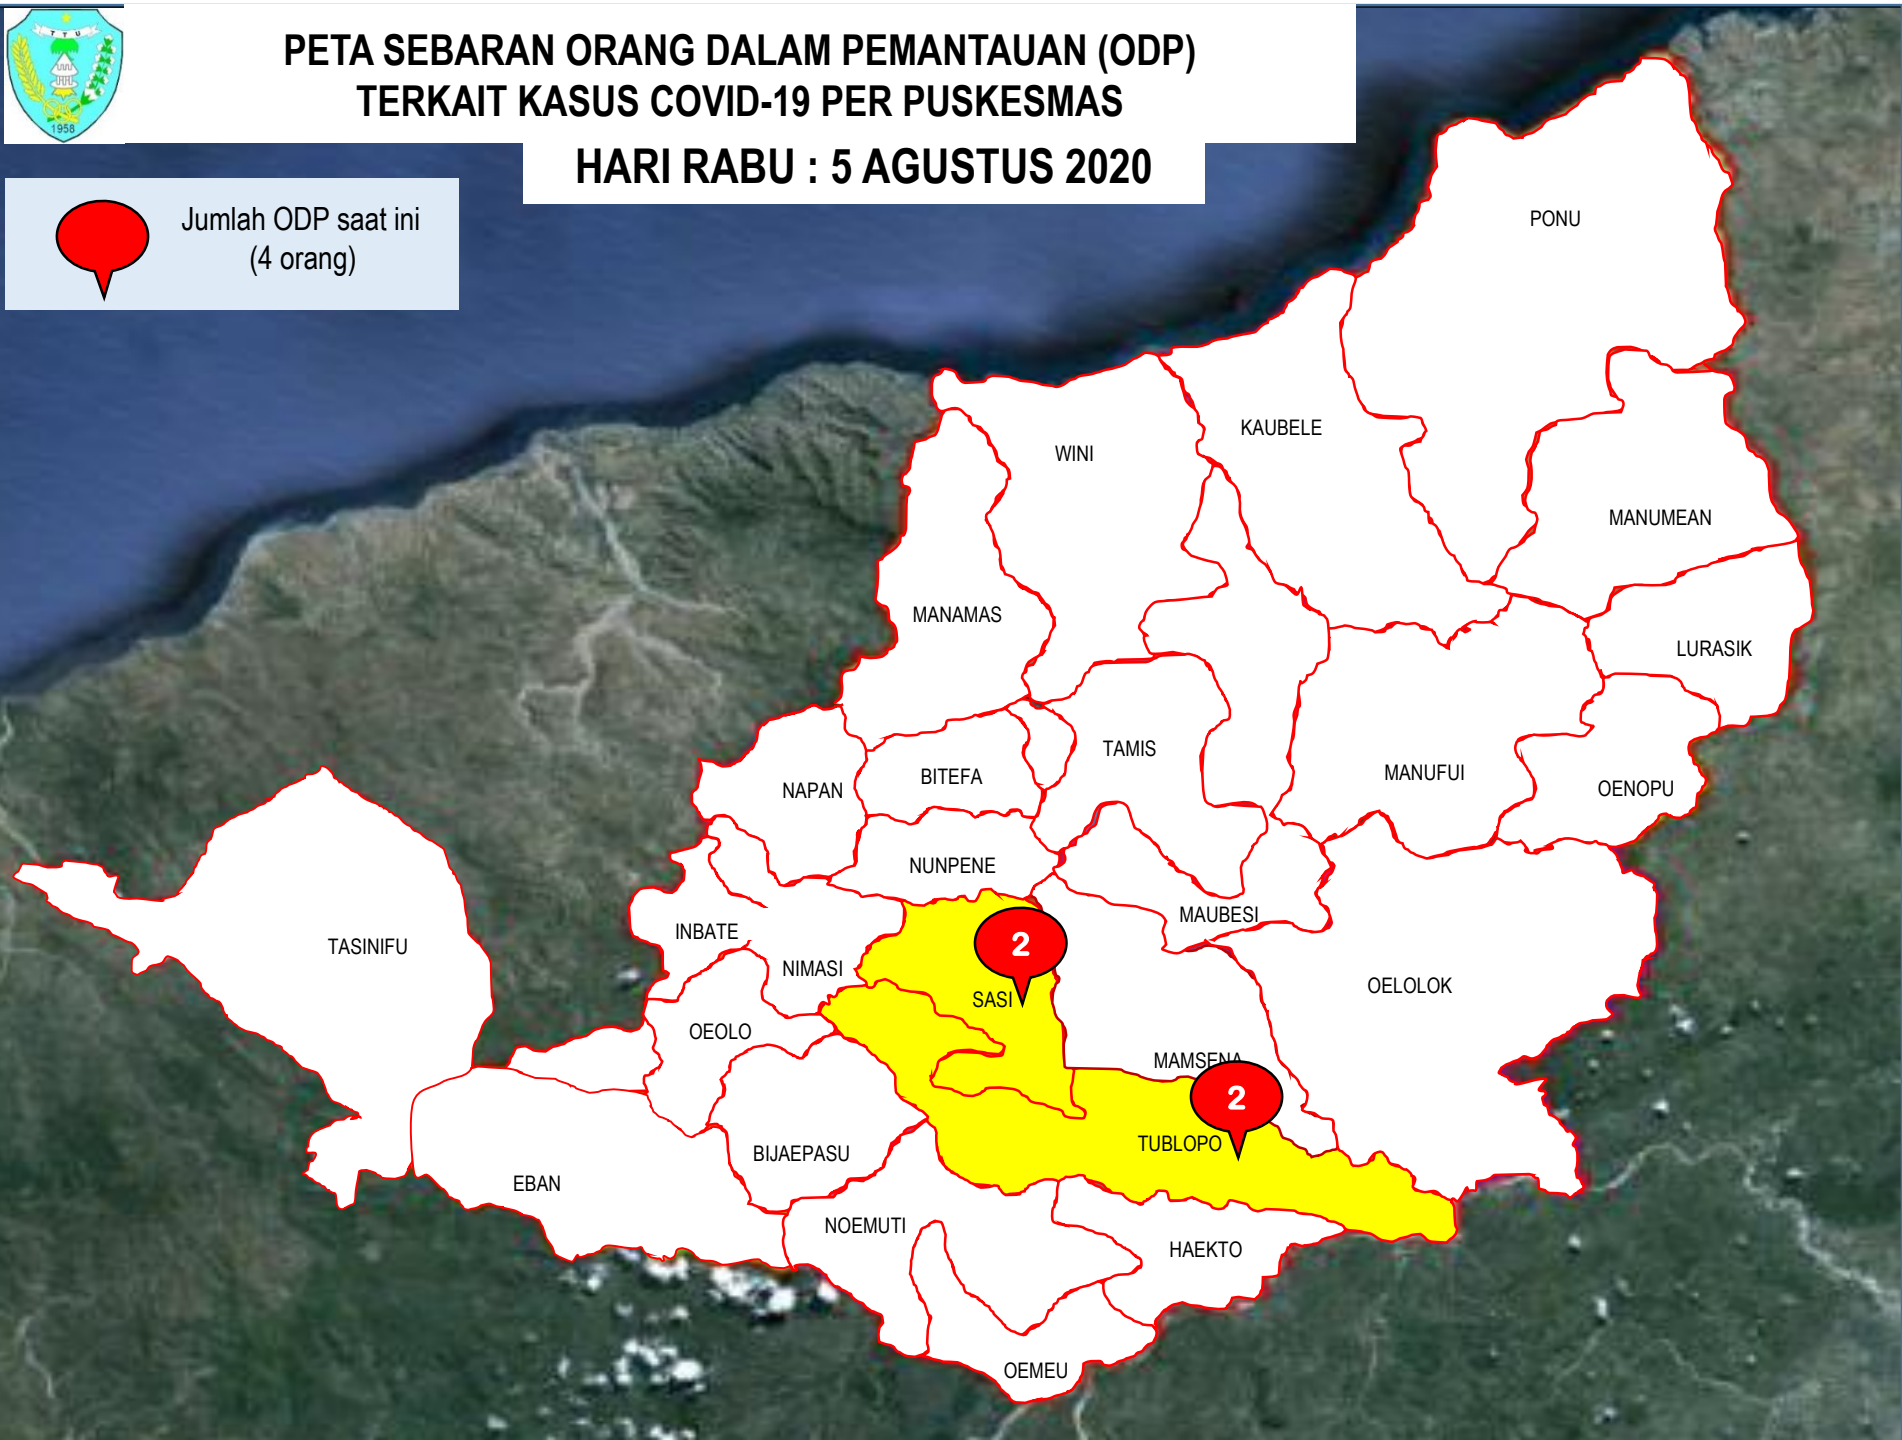 T T U
1958
PETA SEBARAN ORANG DALAM PEMANTAUAN (ODP)
TERKAIT KASUS COVID-19 PER PUSKESMAS
HARI RABU : 5 AGUSTUS 2020
Jumlah ODP saat ini
(4 orang)
PONU
KAUBELE
WINI
MANUMEAN
MANAMAS
LURASIK
TAMIS
MANUFUI
BITEFA
NAPAN
OENOPU
NUNPENE
MAUBESI
INBATE
TASINIFU
2
NIMASI
SASI
OELOLOK
OEOLO
MAMSENA
2
TUBLOPO
BIJAEPASU
EBAN
NOEMUTI
HAEKTO
OEMEU